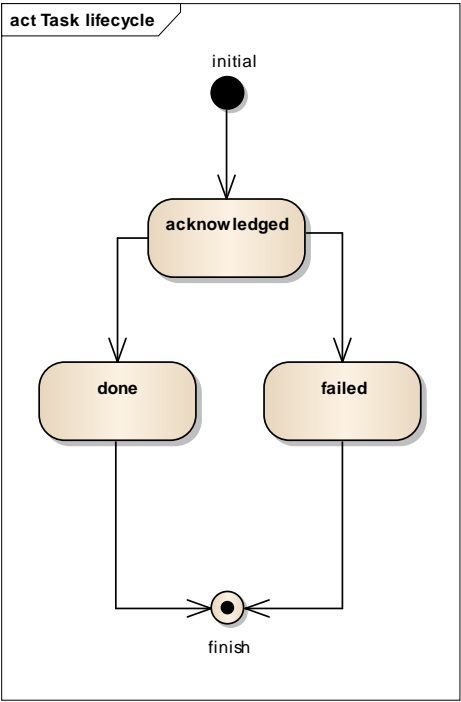 act Task lifecycle
initial
acknowledged
done
failed
finish